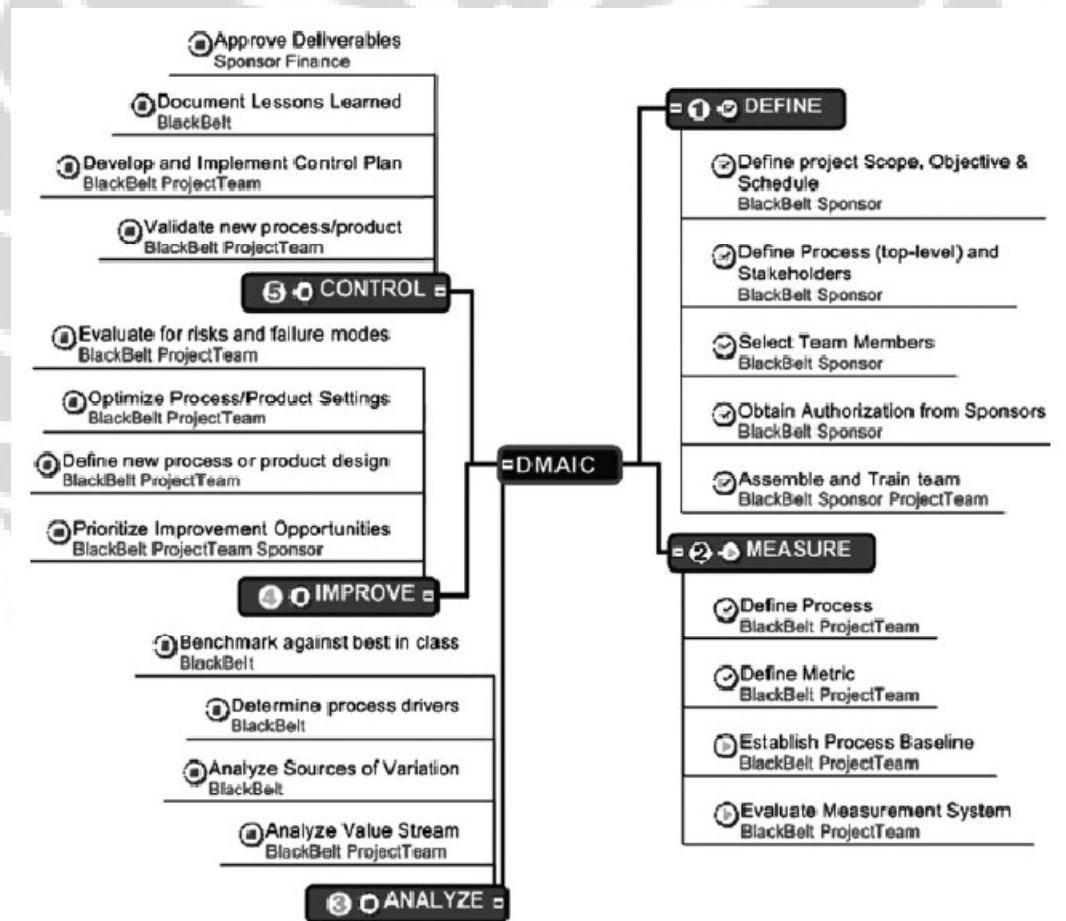 Approve Deliverables
Sponsor Finance
Document Lessons Learned
BlackBelt
Develop and Implement Control Plan
BlackBelt ProjectTeam
Validate new process/product
BlackBelt ProjectTeam
5 CONTROL
Evaluate for risks and failure modes
BlackBelt ProjectTeam
Optimize Process/Product Settings
BlackBelt ProjectTeam
Define new process or product design
BlackBelt ProjectTeam
Prioritize Improvement Opportunities
BlackBelt ProjectTeam Sponsor
4 IMPROVE
Benchmark against best in class
BlackBelt
Determine process drivers
BlackBelt
Analyze Sources of Variation
BlackBelt
Analyze Value Stream
BlackBelt ProjectTeam
3 ANALYZE
DMAIC
1 DEFINE
Define project Scope, Objective &
Schedule
BlackBelt Sponsor
Define Process (top-level) and
Stakeholders
BlackBelt Sponsor
Select Team Members
BlackBelt Sponsor
Obtain Authorization from Sponsors
BlackBelt Sponsor
Assemble and Train team
BlackBelt Sponsor ProjectTeam
2 MEASURE
Define Process
BlackBelt ProjectTeam
Define Metric
BlackBelt ProjectTeam
Establish Process Baseline
BlackBelt ProjectTeam
Evaluate Measurement System
BlackBelt ProjectTeam